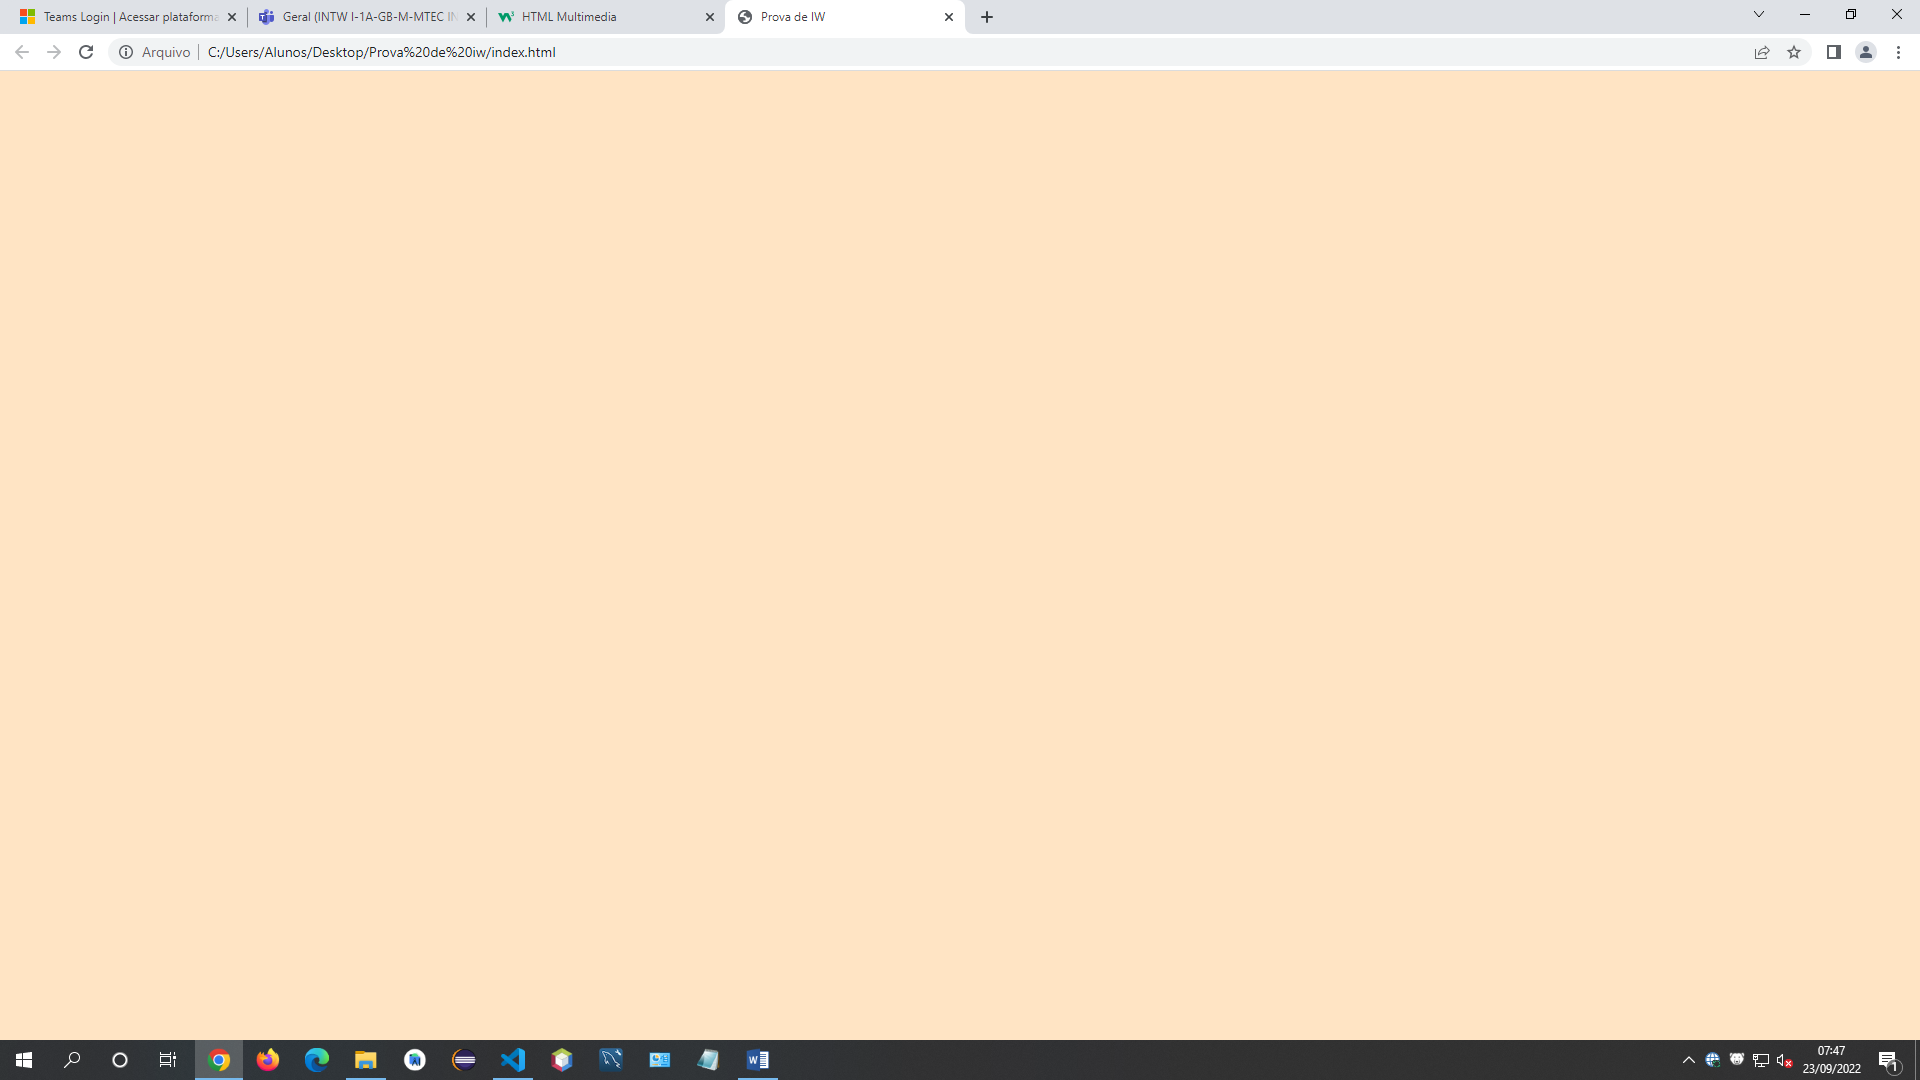 Teams Login | Acessar plataforma
Geral (INTW I-1A-GB-M-MTEC IN
HTML Multimedia
Prova de IW
Arquivo
C:/Users/Alunos/Desktop/Prova%20de%20iw/index.html
07:47
23/09/2022
1